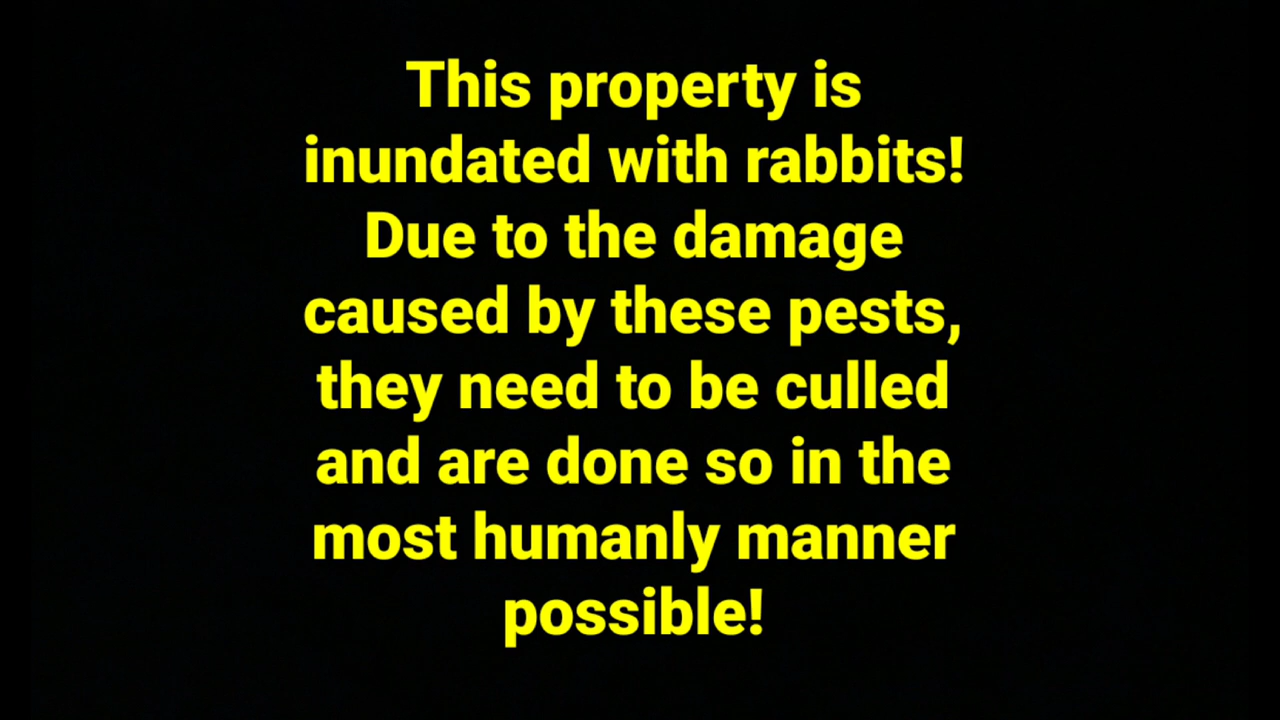 This property is
inundated with rabbits!
Due to the damage
caused by these pests,
they need to be culled
and are done so in the
most humanly manner
possible!